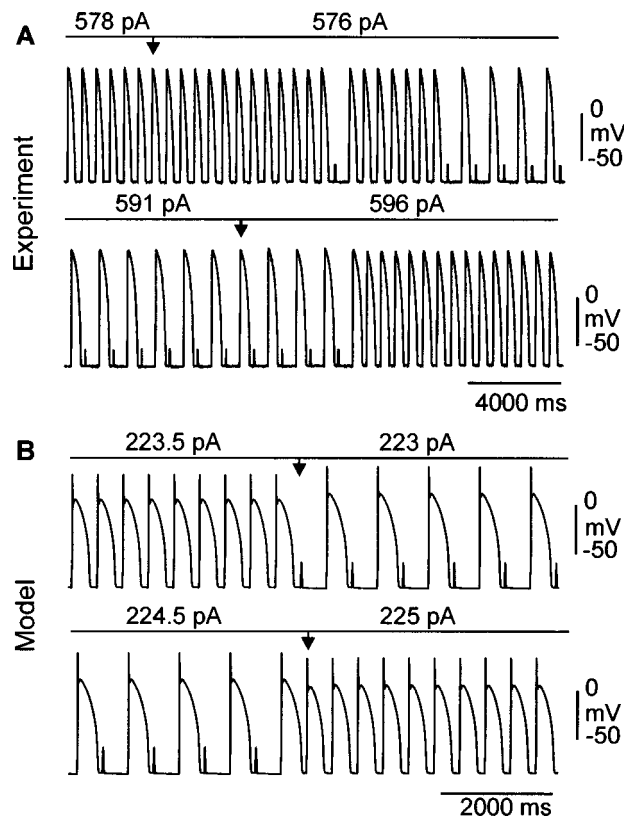 A
578 pA 576 pA
0
mV
-50
Experiment
591 pA 596 pA
0
mV
-50
4000 ms
B
223.5 pA 223 pA
0
mV
-50
Model
224.5 pA 225 pA
0
mV
-50
2000 ms